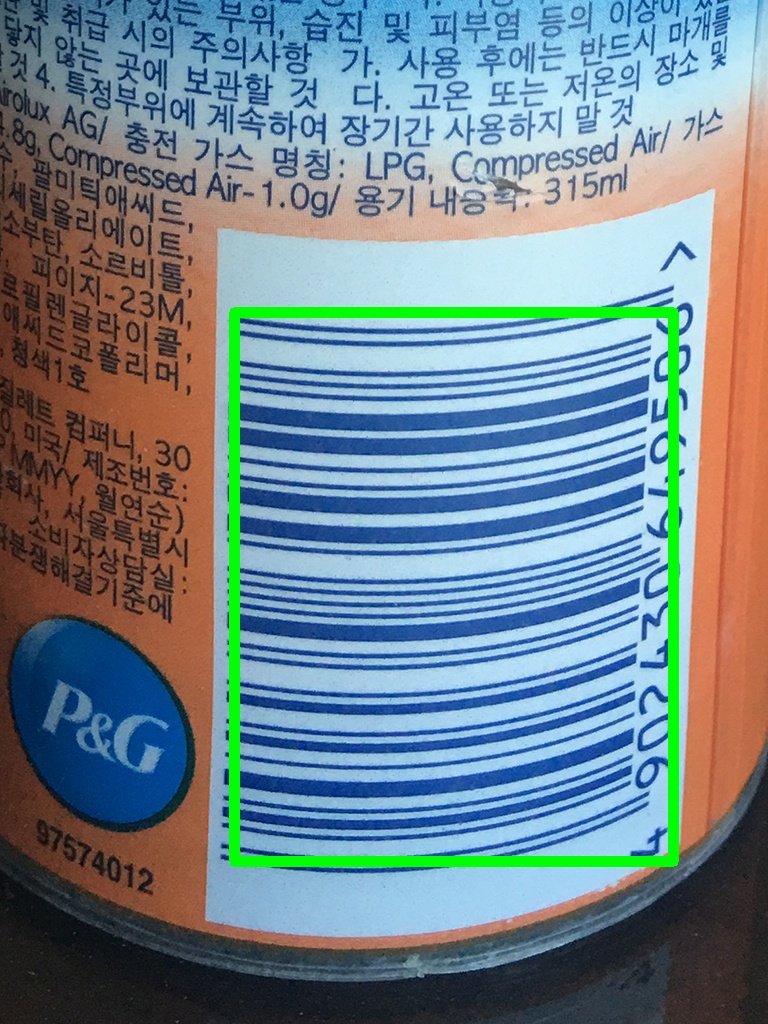 있는 부위, 습진 및 피부염 등의 이상이
및 취급 시의 주의사항 가. 사용 후에는 반드시 마개를
닿지 않는 곳에 보관할 것 다. 고온 또는 저온의 장소 및
것 4. 특정부위에 계속하여 장기간 사용하지 말 것
AG/ 충전 가스 명칭: LPG, Compressed Air/ 가스
.8g, Compressed Air-1.0g/ 용기 내용적: 315ml
팔미틱애씨드,
세릴올리에이트,
소부탄, 소르비톨,
피이지-23M,
로필렌글라이콜,
애씨드코폴리머,
청색1호
질레트 컴퍼니, 30
미국/ 제조번호:
MMYY, 월연순)
회사, 서울특별시
소비자상담실:
분쟁해결기준에
P&G
97574012
4 902430 649586 >